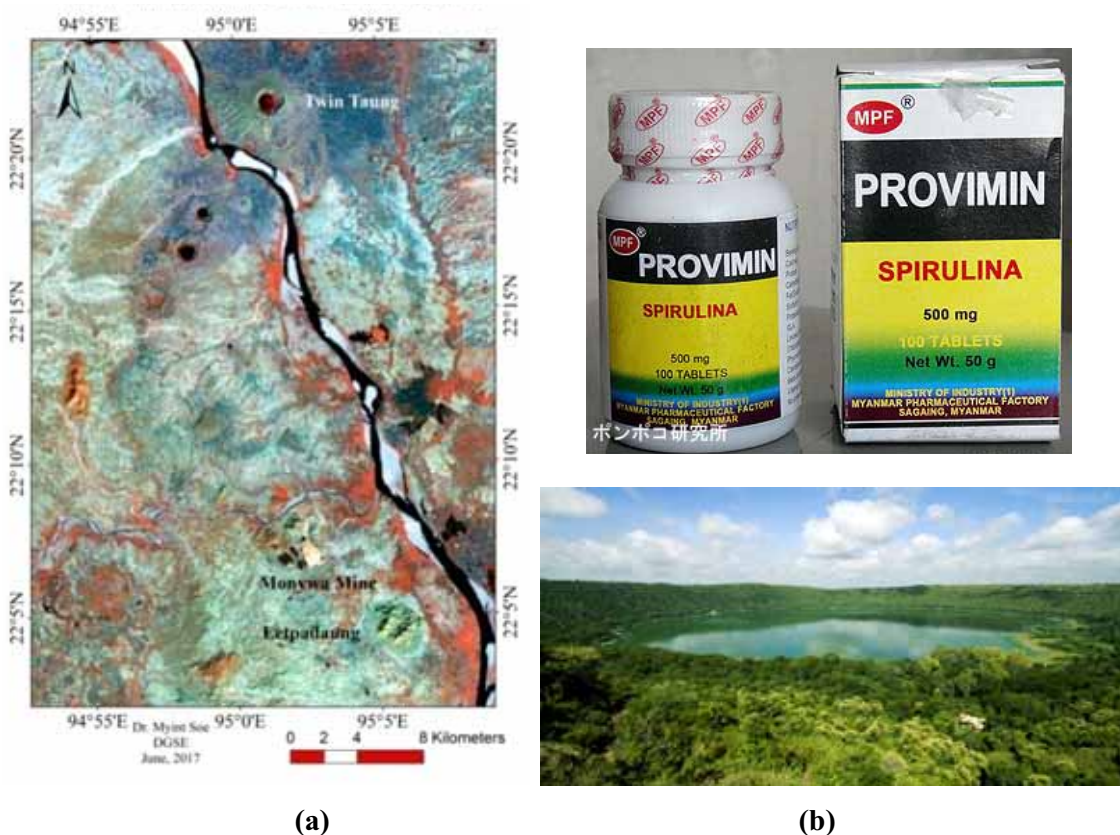 94°55'E 95°0'E 95°5'E
22°20'N 22°20'N
22°15'N 22°15'N
22°10'N 22°10'N
22°5'N 22°5'N
Twin Taung
Monywa Mine
Letpadaung
94°55'E 95°0'E 95°5'E
Dr. Myint Soe
DGSE
June, 2017
0 2 4 8 Kilometers
(a)
MPF
MPF
MPF
MPF ®
PROVIMIN
SPIRULINA
500 mg
100 TABLETS
Net Wt. 50 g
MINISTRY OF INDUSTRY(1)
MYANMAR PHARMACEUTICAL FACTORY
SAGAING, MYANMAR
ポンポコ研究所
MPF ®
PROVIMIN
SPIRULINA
500 mg
100 TABLETS
Net Wt. 50 g
MINISTRY OF INDUSTRY(1)
MYANMAR PHARMACEUTICAL FACTORY
SAGAING, MYANMAR
(b)